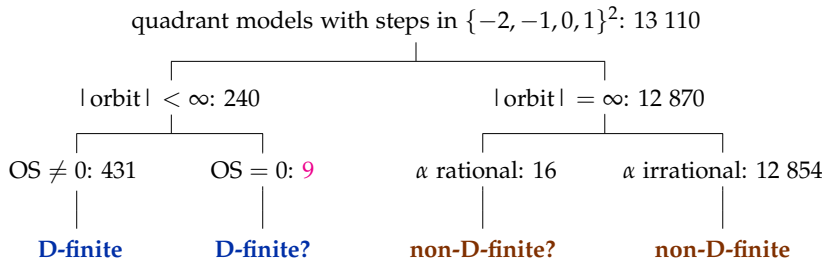 quadrant models with steps in {−2, −1, 0, 1}²: 13 110
|orbit| < ∞: 240
|orbit| = ∞: 12 870
OS ≠ 0: 431
OS = 0: 9
α rational: 16
α irrational: 12 854
D-finite
D-finite?
non-D-finite?
non-D-finite